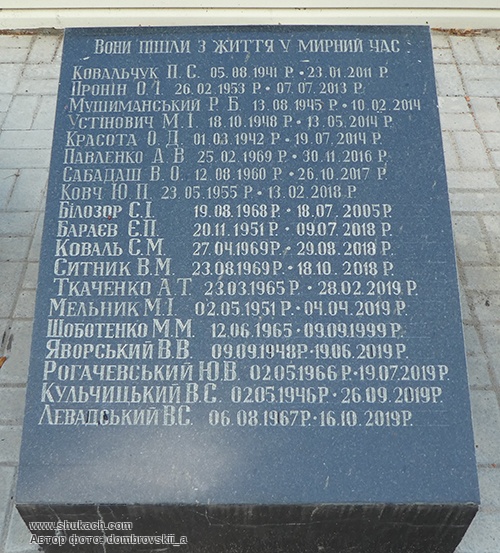 Вони пішли з життя у мирний час :
Ковальчук П.С. 05.08.1941 р. • 23.01.2011 р.
Пронін О.І. 26.02.1953 р. • 07.07.2013 р.
Мушиманський Р.Б. 13.08.1945 р. • 10.02.2014
Устінович М.І. 18.10.1948 р. • 13.05.2014 р.
Красота О.Д. 01.03.1942 р. • 19.07.2014 р.
Павленко А.В 25.02.1969 р. • 30.11.2016 р.
Сабадаш В.О. 12.08.1960 р. • 26.10.2017 р.
Ковч Ю.П. 23.05.1955 р. • 13.02.2018 р.
Білозор С.І. 19.08.1968 р. • 18.07.2005 р.
Бараєв Є.П. 20.11.1951 р. • 09.07.2018 р.
Коваль С.М. 27.04.1969 р. • 29.08.2018 р.
Ситник В.М. 23.08.1969 р. • 18.10.2018 р.
Ткаченко А.Т. 23.03.1965 р. • 28.02.2019 р.
Мельник М.І. 02.05.1951 р. • 04.04.2019 р.
Шоботенко М.М. 12.06.1965 • 09.09.1999 р.
Яворський В.В. 09.09.1948 р. • 19.06.2019 р.
Рогачевський Ю.В. 02.05.1966 р. • 19.07.2019 р.
Кульчицький В.С. 02.05.1946 р. • 26.09.2019 р.
Левадський В.С. 06.08.1967 р. • 16.10.2019 р.
www.shukach.com
Автор фото: dombrovskii_a